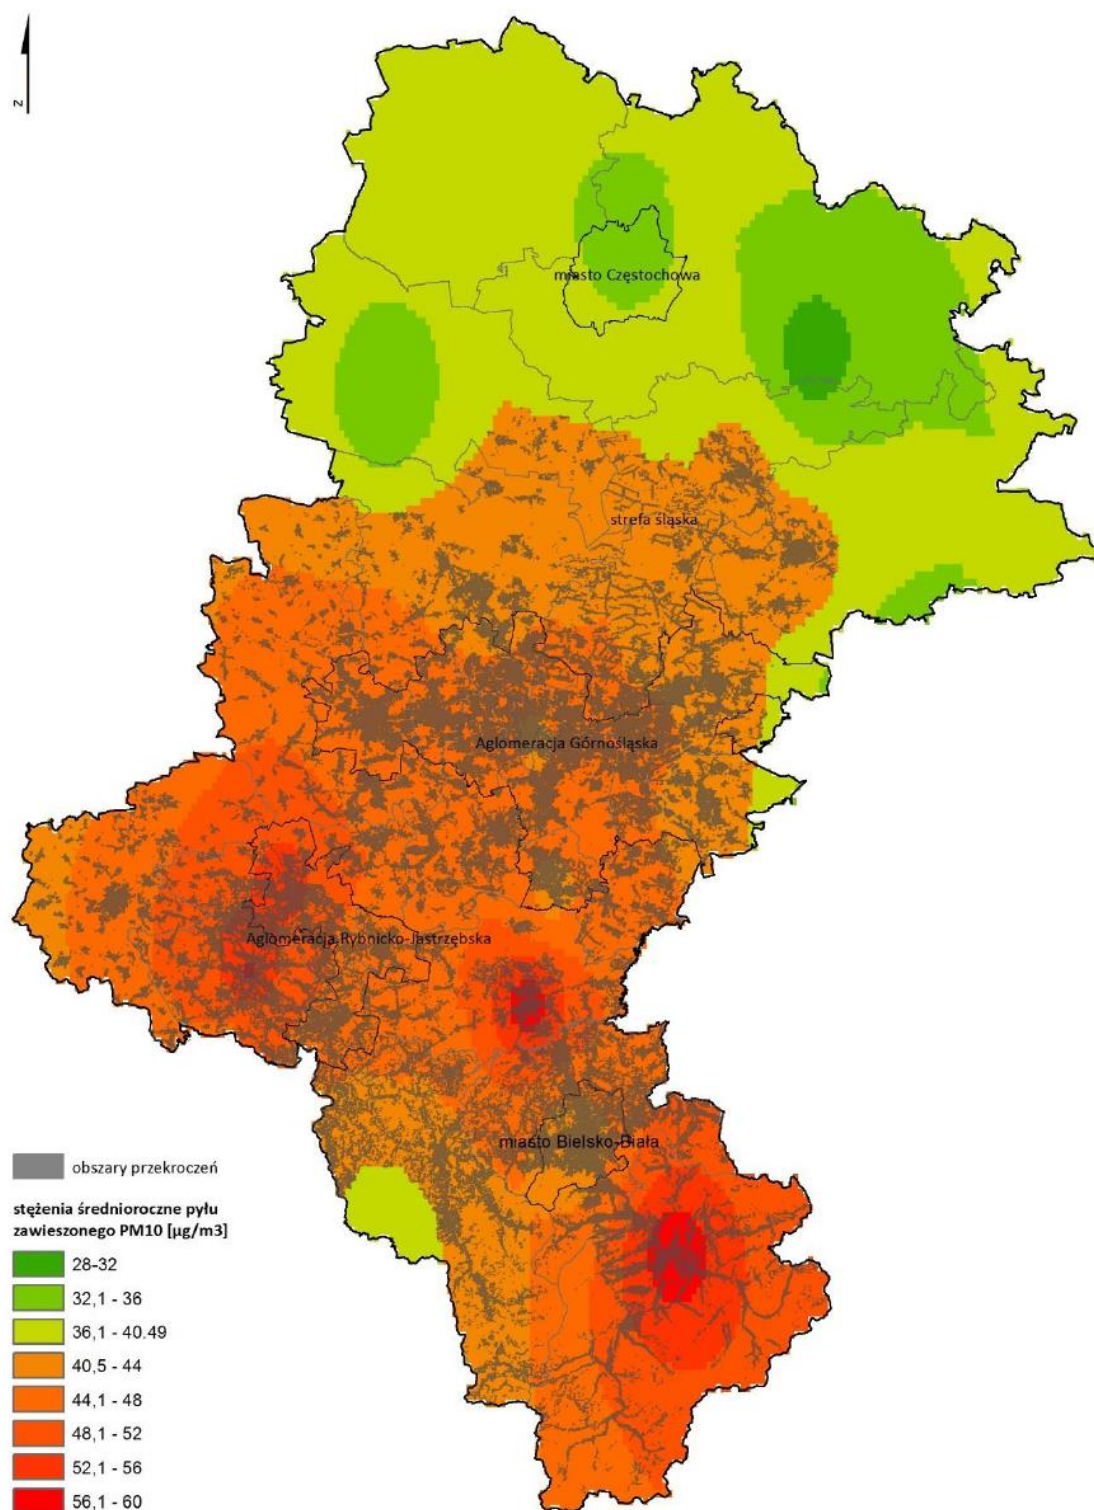 z
miasto Częstochowa
strefa śląska
Aglomeracja Górnośląska
Aglomeracja Rybnicko-Jastrzębska
miasto Bielsko-Biała
obszary przekroczeń
stężenia średnioroczne pyłu
zawieszonego PM10 [µg/m3]
28-32
32,1 - 36
36,1 - 40.49
40,5 - 44
44,1 - 48
48,1 - 52
52,1 - 56
56,1 - 60